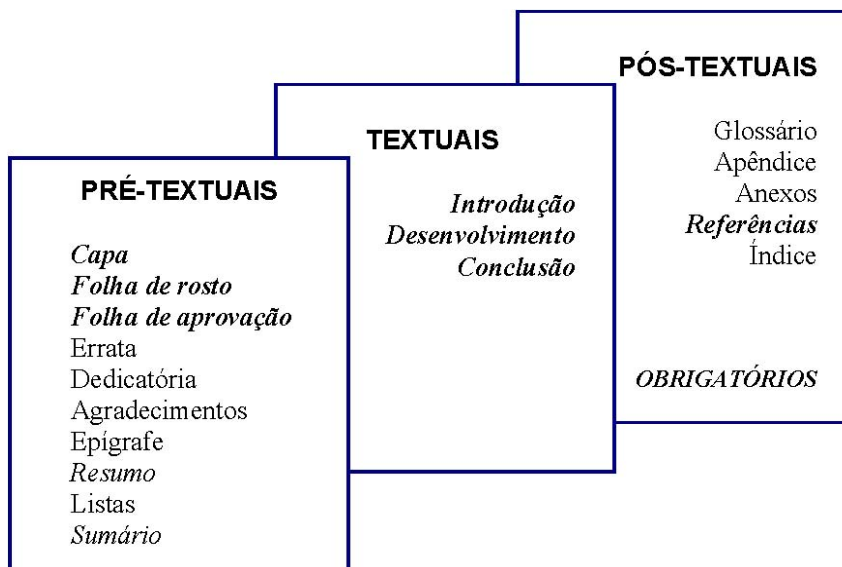 PRÉ-TEXTUAIS
Capa
Folha de rosto
Folha de aprovação
Errata
Dedicatória
Agradecimentos
Epígrafe
Resumo
Listas
Sumário
TEXTUAIS
Introdução
Desenvolvimento
Conclusão
PÓS-TEXTUAIS
Glossário
Apêndice
Anexos
Referências
Índice
OBRIGATÓRIOS